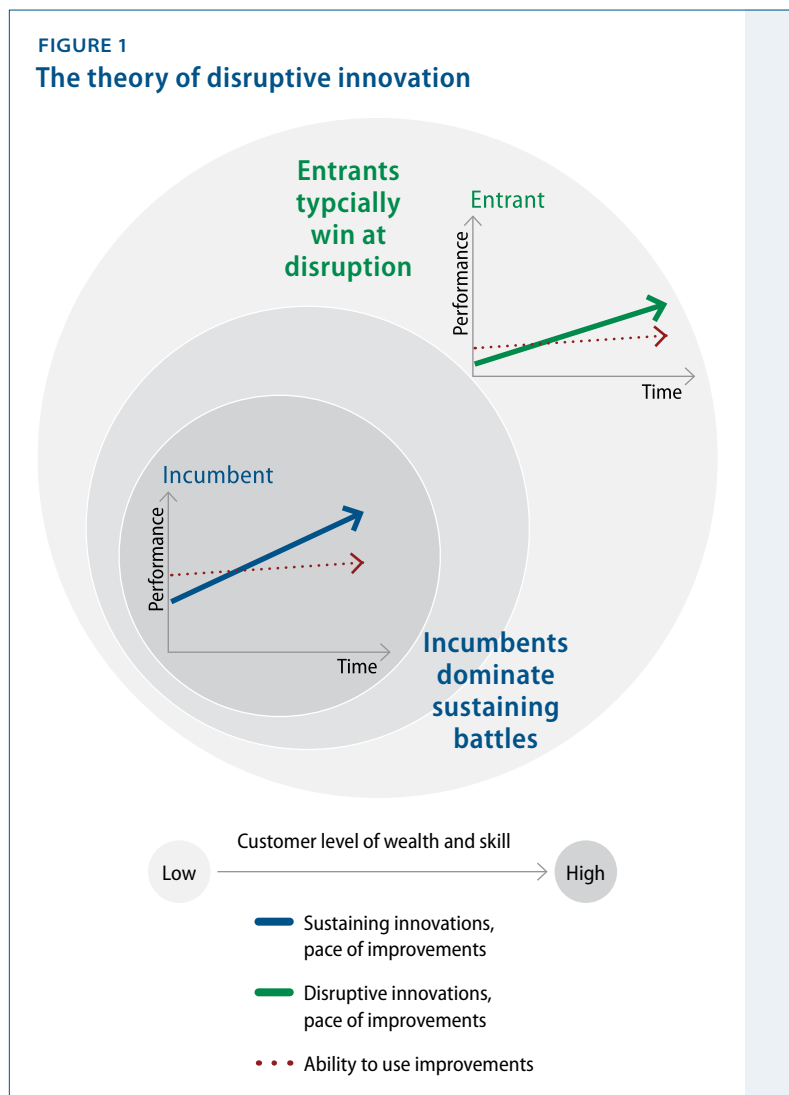 FIGURE 1
The theory of disruptive innovation
Entrants
typcially
win at
disruption
Entrant
Performance
Time
Incumbent
Performance
Time
Incumbents
dominate
sustaining
battles
Customer level of wealth and skill
Low
High
Sustaining innovations,
pace of improvements
Disruptive innovations,
pace of improvements
Ability to use improvements